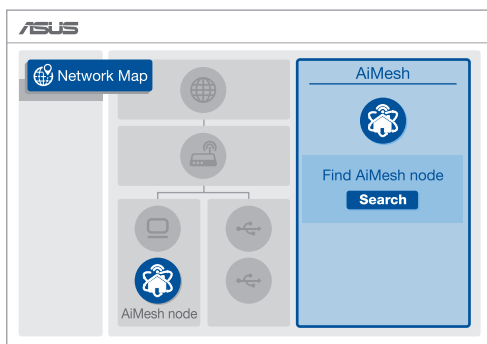 ASUS
Network Map
AiMesh
Find AiMesh node
Search
AiMesh node